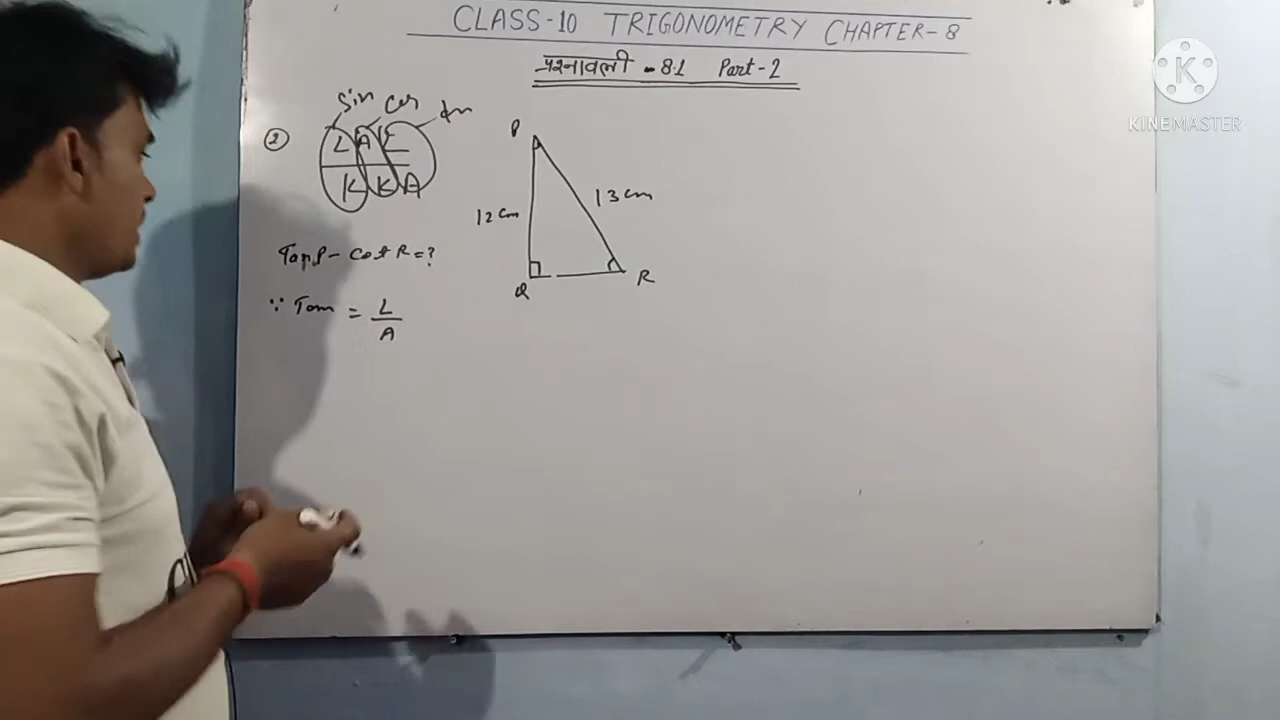 CLASS-10 TRIGONOMETRY CHAPTER-8
प्रश्नावली - 8.1 Part-2
KINEMASTER
Sin Cos tan
②
L A L
K K A
P
12 cm
13 cm
Q
R
Tan P - Cot R = ?
∵ Tan = L
A